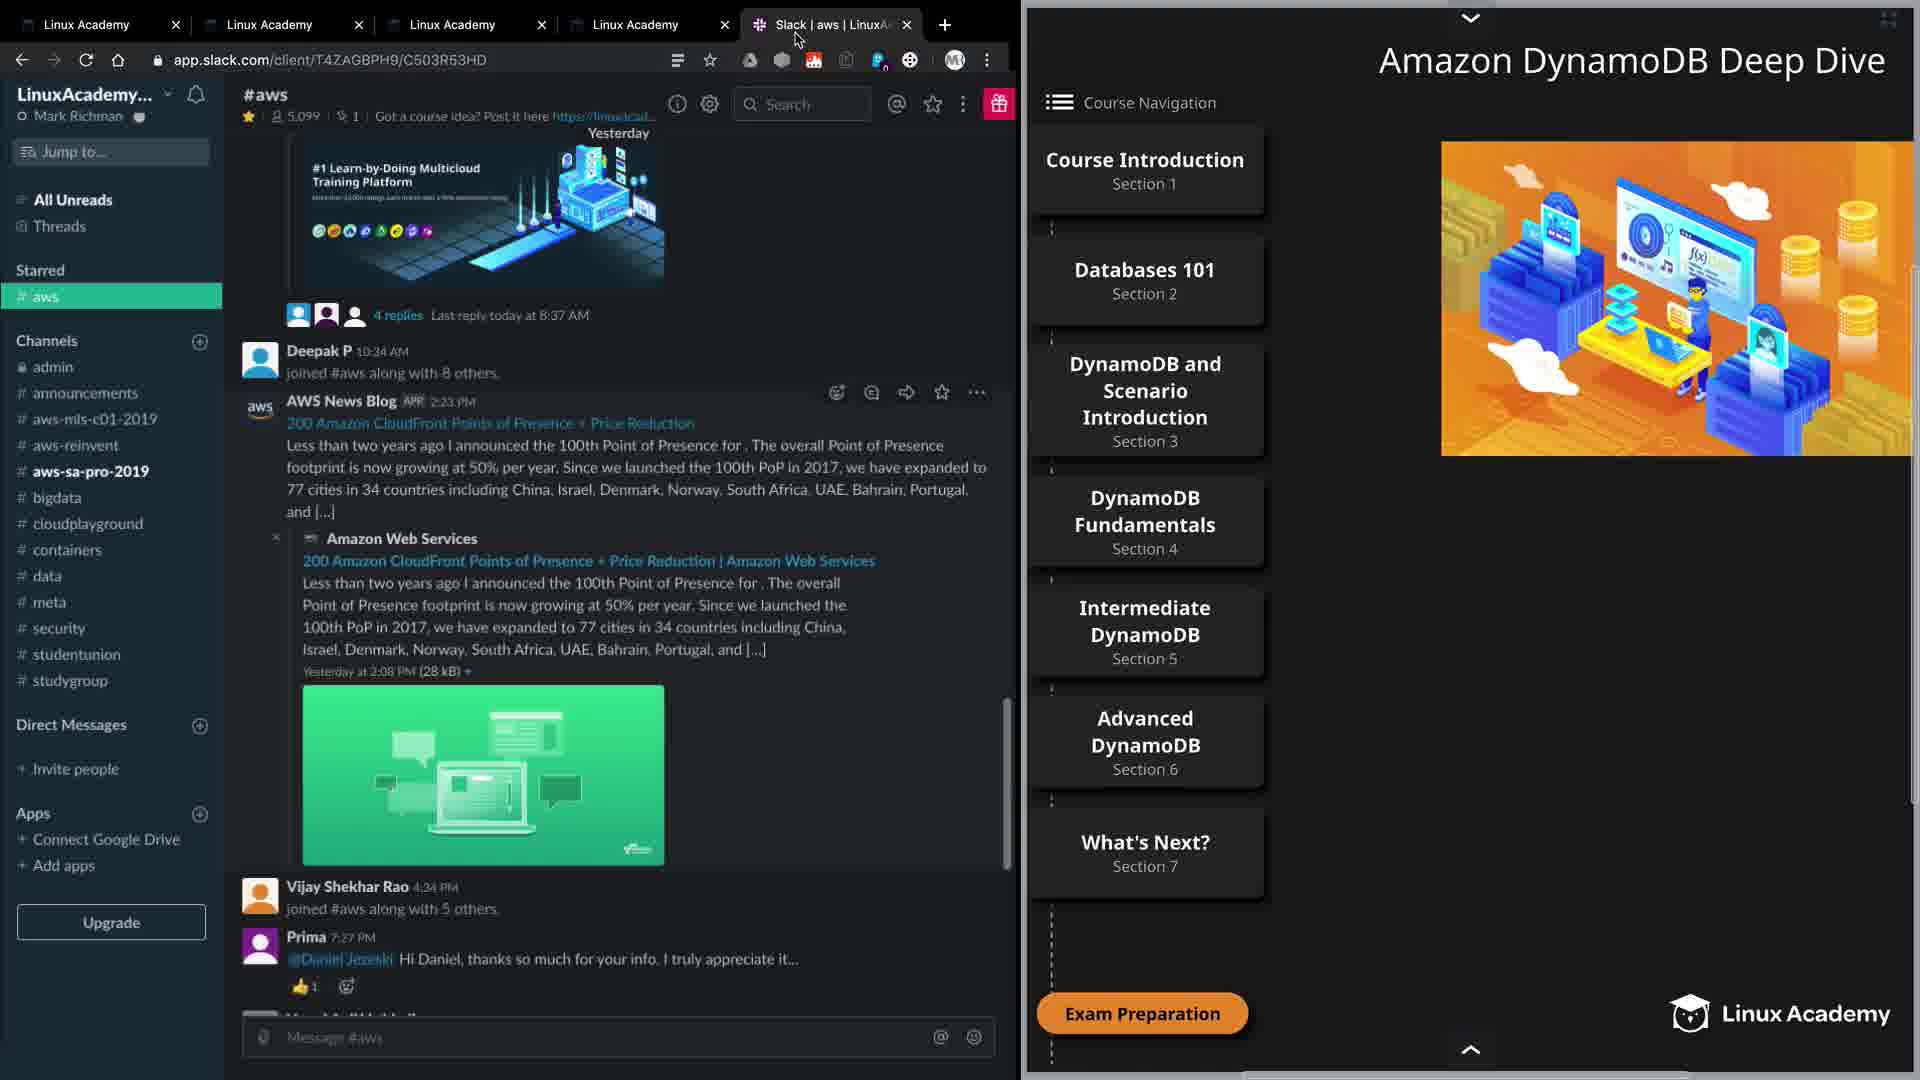 Linux Academy
Linux Academy
Linux Academy
Linux Academy
Slack | aws | LinuxA
app.slack.com/client/T4ZAGBPH9/C503R53HD
LinuxAcademy...
Mark Richman
Jump to...
All Unreads
Threads
Starred
# aws
Channels
admin
# announcements
# aws-mls-c01-2019
# aws-reinvent
# aws-sa-pro-2019
# bigdata
# cloudplayground
# containers
# data
# meta
# security
# studentunion
# studygroup
Direct Messages
+ Invite people
Apps
+ Connect Google Drive
+ Add apps
Upgrade
#aws
5,099 | 1 | Got a course idea? Post it here https://linuxacad...
Search
Yesterday
#1 Learn-by-Doing Multicloud
Training Platform
4 replies Last reply today at 8:37 AM
Deepak P 10:34 AM
joined #aws along with 8 others.
aws
AWS News Blog APP 2:23 PM
200 Amazon CloudFront Points of Presence + Price Reduction
Less than two years ago I announced the 100th Point of Presence for . The overall Point of Presence
footprint is now growing at 50% per year. Since we launched the 100th PoP in 2017, we have expanded to
77 cities in 34 countries including China, Israel, Denmark, Norway, South Africa, UAE, Bahrain, Portugal,
and [...]
Amazon Web Services
200 Amazon CloudFront Points of Presence + Price Reduction | Amazon Web Services
Less than two years ago I announced the 100th Point of Presence for . The overall
Point of Presence footprint is now growing at 50% per year. Since we launched the
100th PoP in 2017, we have expanded to 77 cities in 34 countries including China,
Israel, Denmark, Norway, South Africa, UAE, Bahrain, Portugal, and [...]
Yesterday at 2:08 PM (28 kB)
Vijay Shekhar Rao 4:34 PM
joined #aws along with 5 others.
Prima 7:27 PM
@Daniel Jezeski Hi Daniel, thanks so much for your info. I truly appreciate it...
1
Message #aws
Amazon DynamoDB Deep Dive
Course Navigation
Course Introduction
Section 1
Databases 101
Section 2
DynamoDB and
Scenario
Introduction
Section 3
DynamoDB
Fundamentals
Section 4
Intermediate
DynamoDB
Section 5
Advanced
DynamoDB
Section 6
What's Next?
Section 7
Exam Preparation
f(x)
Linux Academy